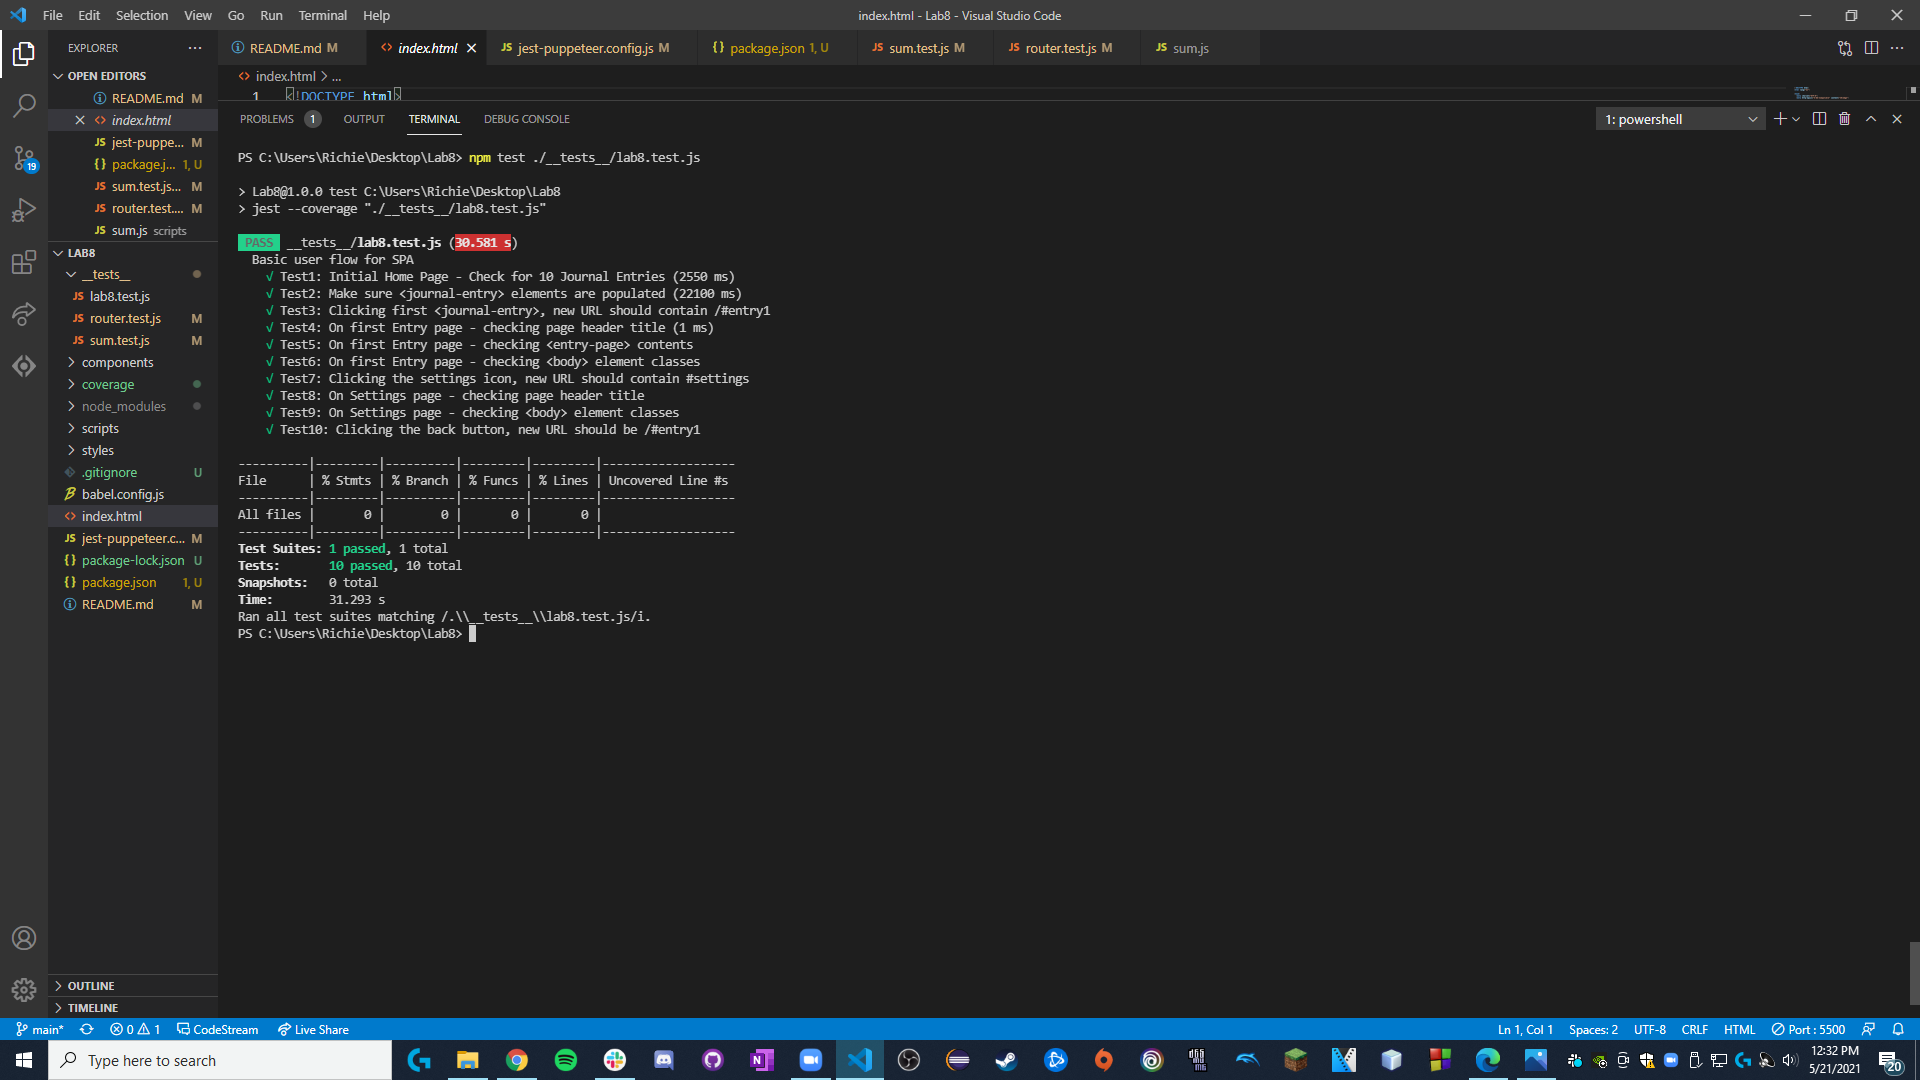 File Edit Selection View Go Run Terminal Help
index.html - Lab8 - Visual Studio Code
EXPLORER
OPEN EDITORS
README.md M
index.html
jest-puppe... M
package.j... 1, U
sum.test.js... M
router.test.... M
sum.js scripts
LAB8
__tests__
lab8.test.js
router.test.js M
sum.test.js M
components
coverage
node_modules
scripts
styles
.gitignore U
babel.config.js
index.html
jest-puppeteer.c... M
package-lock.json U
package.json 1, U
README.md M
OUTLINE
TIMELINE
README.md M
index.html
jest-puppeteer.config.js M
package.json 1, U
sum.test.js M
router.test.js M
sum.js
index.html > ...
1 <!DOCTYPE html>
PROBLEMS 1 OUTPUT TERMINAL DEBUG CONSOLE
1: powershell
PS C:\Users\Richie\Desktop\Lab8> npm test ./__tests__/lab8.test.js
> Lab8@1.0.0 test C:\Users\Richie\Desktop\Lab8
> jest --coverage "./__tests__/lab8.test.js"
PASS __tests__/lab8.test.js (30.581 s)
Basic user flow for SPA
√ Test1: Initial Home Page - Check for 10 Journal Entries (2550 ms)
√ Test2: Make sure <journal-entry> elements are populated (22100 ms)
√ Test3: Clicking first <journal-entry>, new URL should contain /#entry1
√ Test4: On first Entry page - checking page header title (1 ms)
√ Test5: On first Entry page - checking <entry-page> contents
√ Test6: On first Entry page - checking <body> element classes
√ Test7: Clicking the settings icon, new URL should contain #settings
√ Test8: On Settings page - checking page header title
√ Test9: On Settings page - checking <body> element classes
√ Test10: Clicking the back button, new URL should be /#entry1
----------|---------|----------|---------|---------|-------------------
File | % Stmts | % Branch | % Funcs | % Lines | Uncovered Line #s
----------|---------|----------|---------|---------|-------------------
All files | 0 | 0 | 0 | 0 |
----------|---------|----------|---------|---------|-------------------
Test Suites: 1 passed, 1 total
Tests: 10 passed, 10 total
Snapshots: 0 total
Time: 31.293 s
Ran all test suites matching /.\\__tests__\\lab8.test.js/i.
PS C:\Users\Richie\Desktop\Lab8>
19
main* 0 1 CodeStream Live Share
Ln 1, Col 1 Spaces: 2 UTF-8 CRLF HTML Port : 5500
Type here to search
12:32 PM
5/21/2021
20